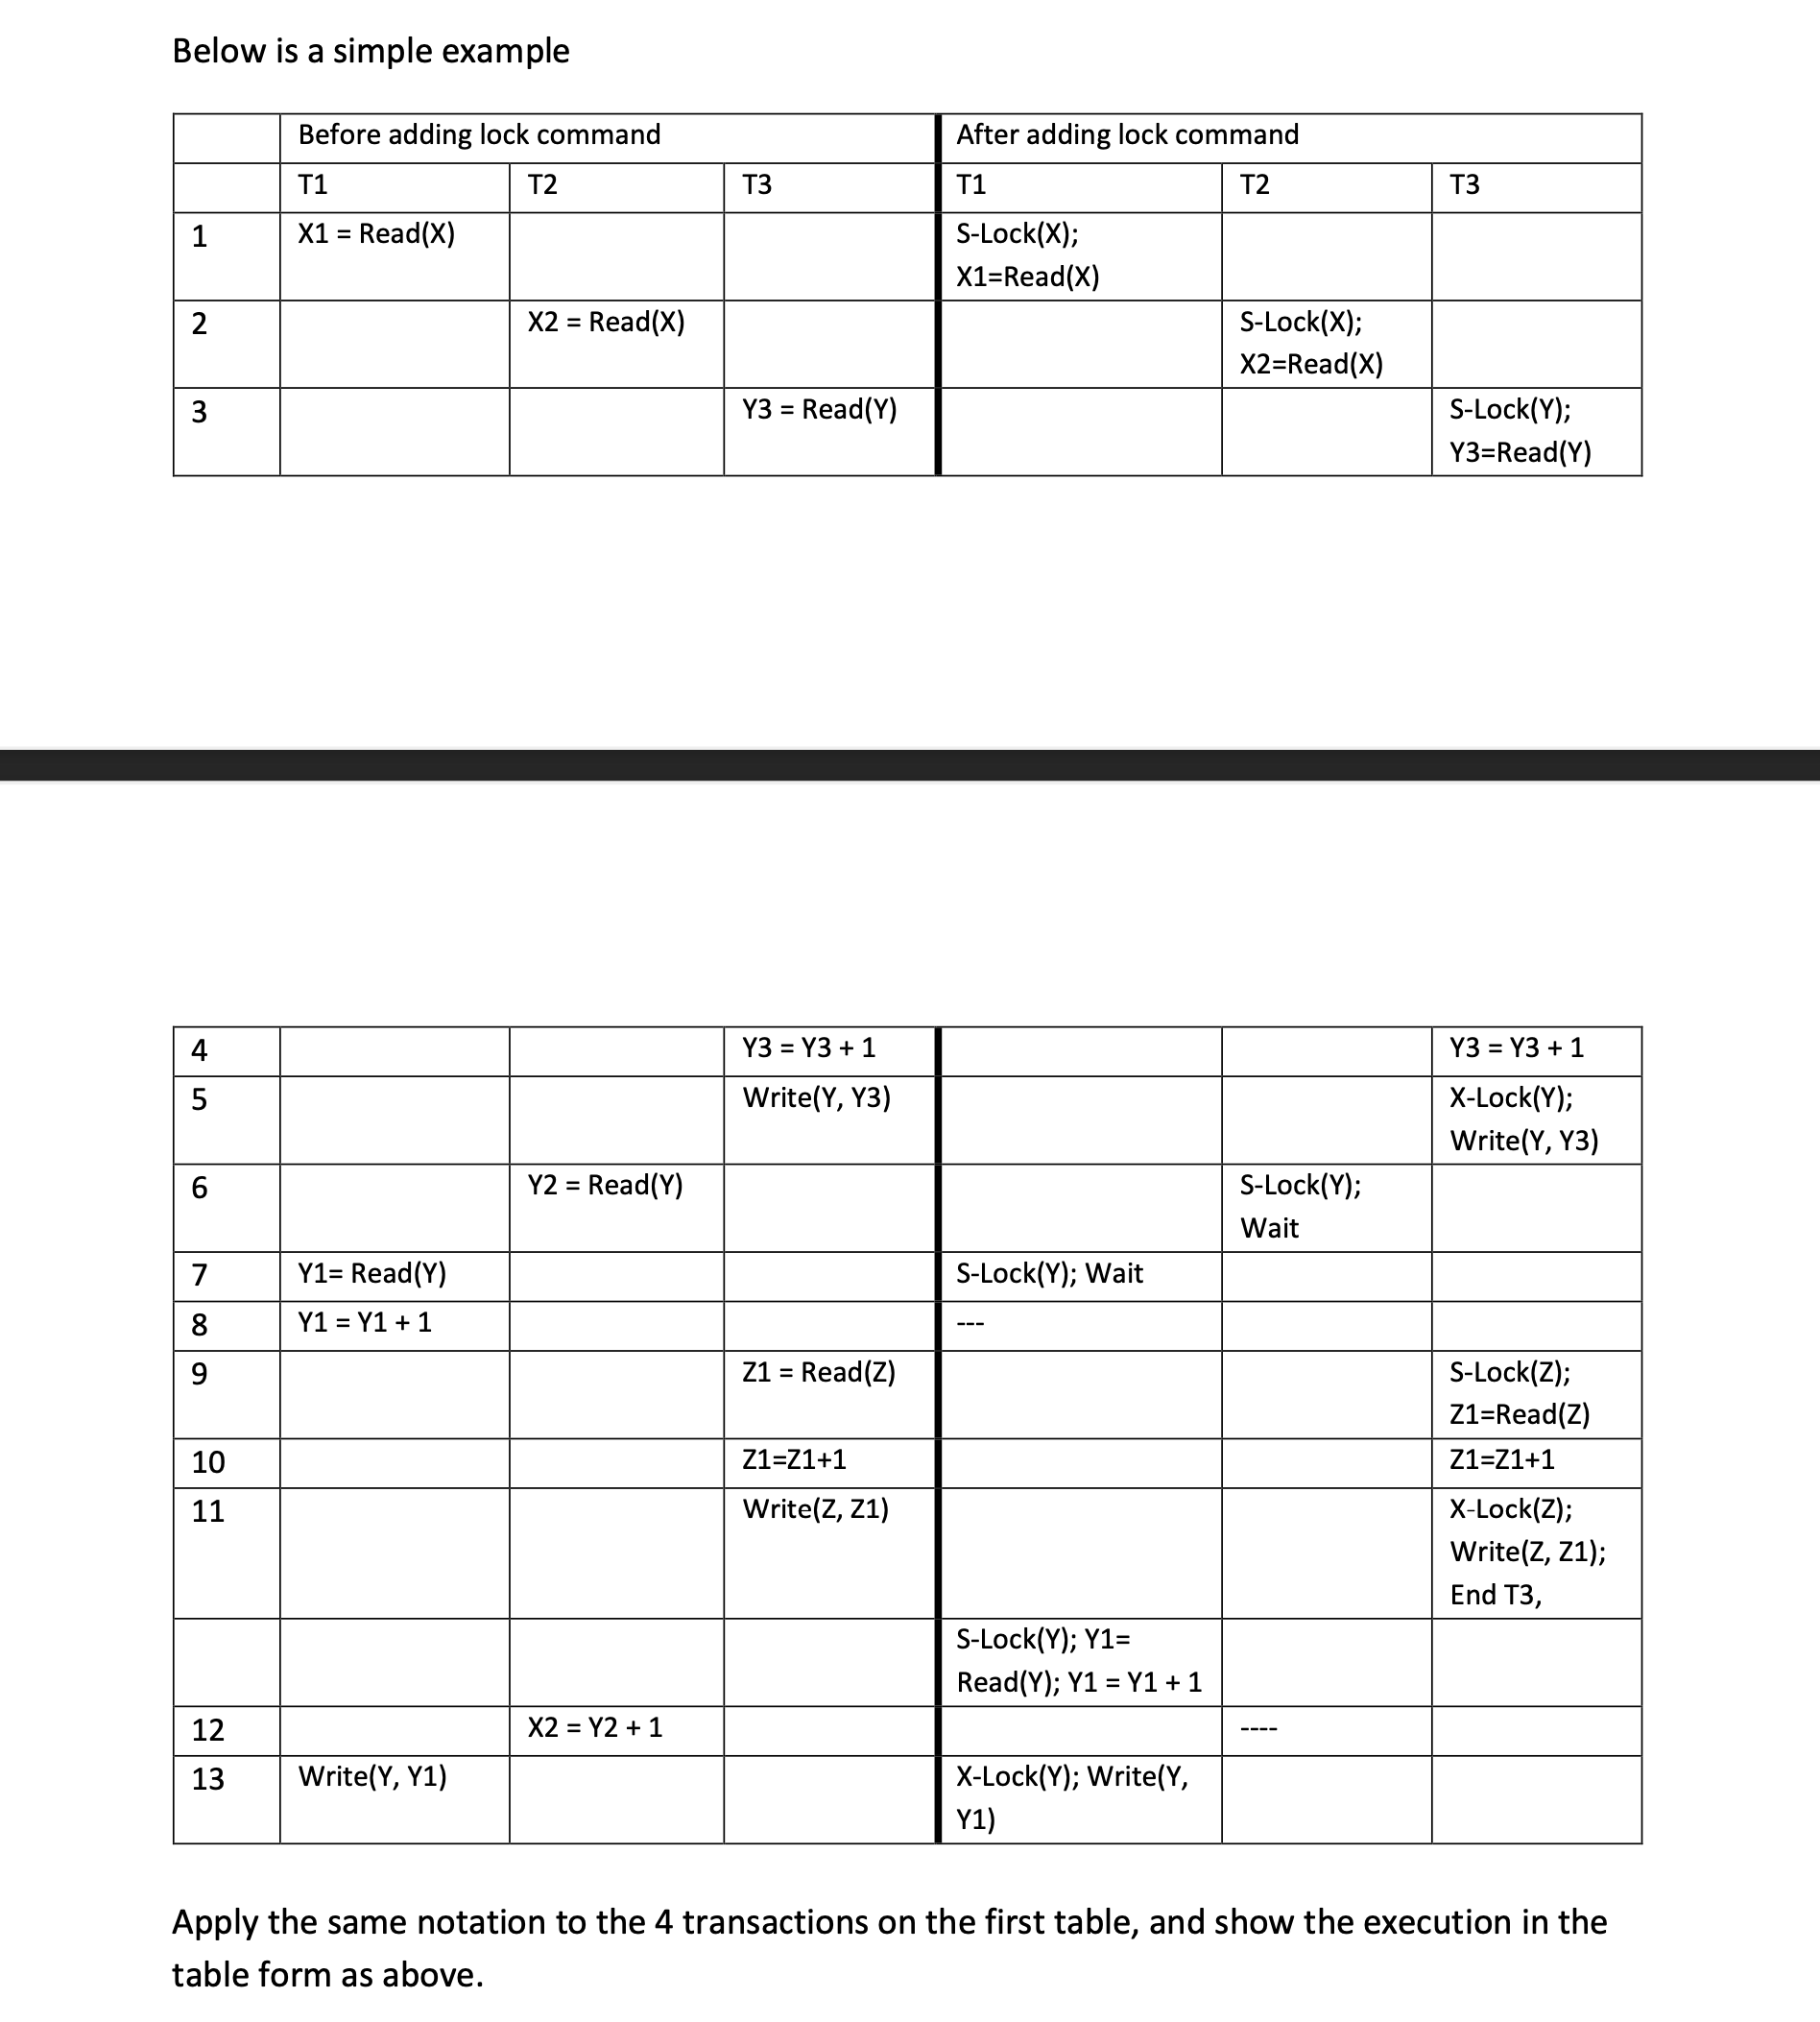 Below is a simple example
Before adding lock command After adding lock command
T1 T2 T3 T1 T2 T3
1 X1 = Read(X) S-Lock(X);
X1=Read(X)
2 X2 = Read(X) S-Lock(X);
X2=Read(X)
3 Y3 = Read(Y) S-Lock(Y);
Y3=Read(Y)
4 Y3 = Y3 + 1 Y3 = Y3 + 1
5 Write(Y, Y3) X-Lock(Y);
Write(Y, Y3)
6 Y2 = Read(Y) S-Lock(Y);
Wait
7 Y1= Read(Y) S-Lock(Y); Wait
8 Y1 = Y1 + 1 ---
9 Z1 = Read(Z) S-Lock(Z);
Z1=Read(Z)
10 Z1=Z1+1 Z1=Z1+1
11 Write(Z, Z1) X-Lock(Z);
Write(Z, Z1);
End T3,
S-Lock(Y); Y1=
Read(Y); Y1 = Y1 + 1
12 X2 = Y2 + 1 ----
13 Write(Y, Y1) X-Lock(Y); Write(Y,
Y1)
Apply the same notation to the 4 transactions on the first table, and show the execution in the
table form as above.